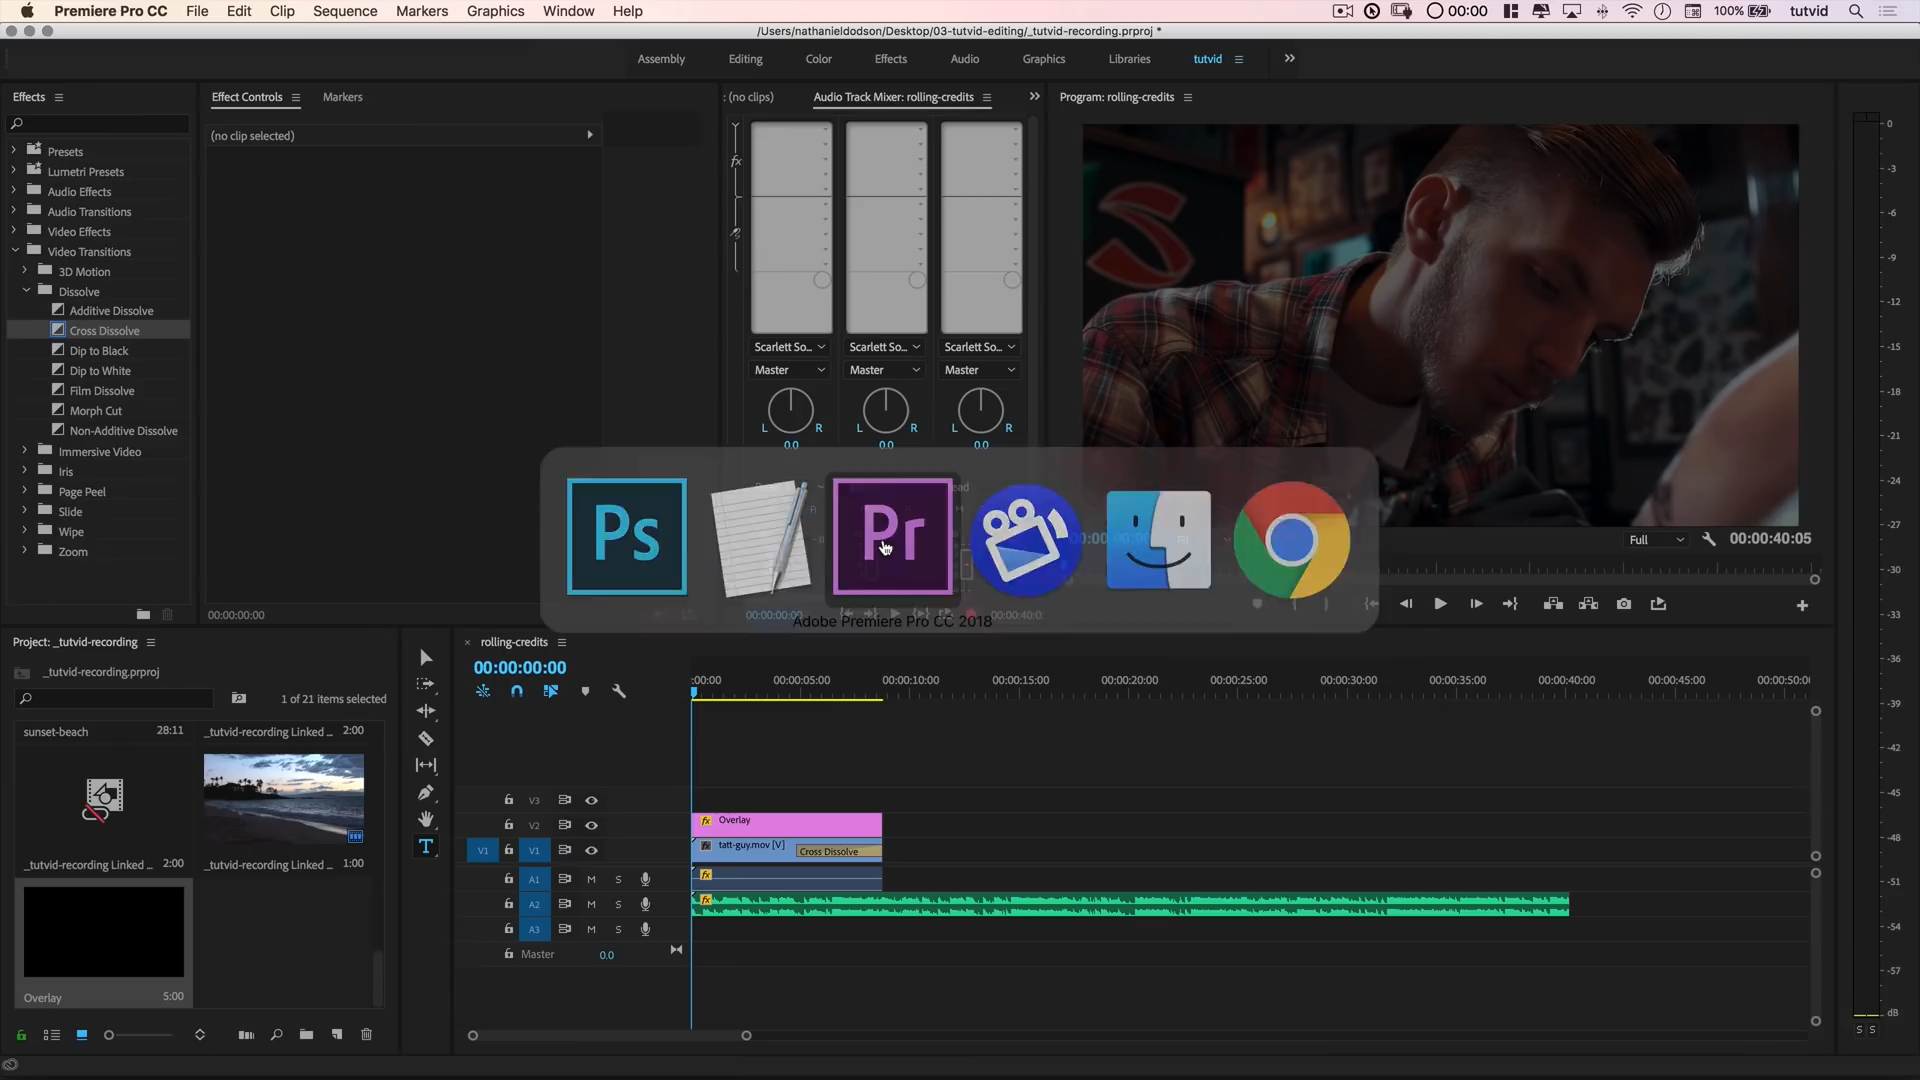 Premiere Pro CC File Edit Clip Sequence Markers Graphics Window Help 00:00 100% tutvid
/Users/nathanieldodson/Desktop/03-tutvid-editing/_tutvid-recording.prproj *
Assembly Editing Color Effects Audio Graphics Libraries tutvid
Effects
Presets
Lumetri Presets
Audio Effects
Audio Transitions
Video Effects
Video Transitions
3D Motion
Dissolve
Additive Dissolve
Cross Dissolve
Dip to Black
Dip to White
Film Dissolve
Morph Cut
Non-Additive Dissolve
Immersive Video
Iris
Page Peel
Slide
Wipe
Zoom
Effect Controls Markers
(no clip selected)
00:00:00:00
: (no clips) Audio Track Mixer: rolling-credits
fx
Scarlett So... Scarlett So... Scarlett So...
Master Master Master
L R L R L R
0.0 0.0 0.0
Program: rolling-credits
Full 00:00:40:05
Ps Pr
00:00:00:00 00:00:40:0
Adobe Premiere Pro CC 2018
0
-3
-6
-9
-12
-15
-18
-21
-24
-27
-30
-33
-36
-39
-42
-45
-48
-51
-54
-57
dB
S S
Project: _tutvid-recording
_tutvid-recording.prproj
1 of 21 items selected
sunset-beach 28:11 _tutvid-recording Linked ... 2:00
_tutvid-recording Linked ... 2:00 _tutvid-recording Linked ... 1:00
Overlay 5:00
T
rolling-credits
00:00:00:00
:00:00 00:00:05:00 00:00:10:00 00:00:15:00 00:00:20:00 00:00:25:00 00:00:30:00 00:00:35:00 00:00:40:00 00:00:45:00 00:00:50:0
V3
V2 fx Overlay
V1 V1 fx tatt-guy.mov [V] Cross Dissolve
A1 M S fx
A2 M S fx
A3 M S
Master 0.0